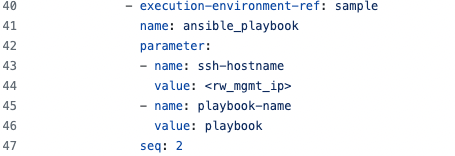 40 - execution-environment-ref: sample
41 name: ansible_playbook
42 parameter:
43 - name: ssh-hostname
44 value: <rw_mgmt_ip>
45 - name: playbook-name
46 value: playbook
47 seq: 2